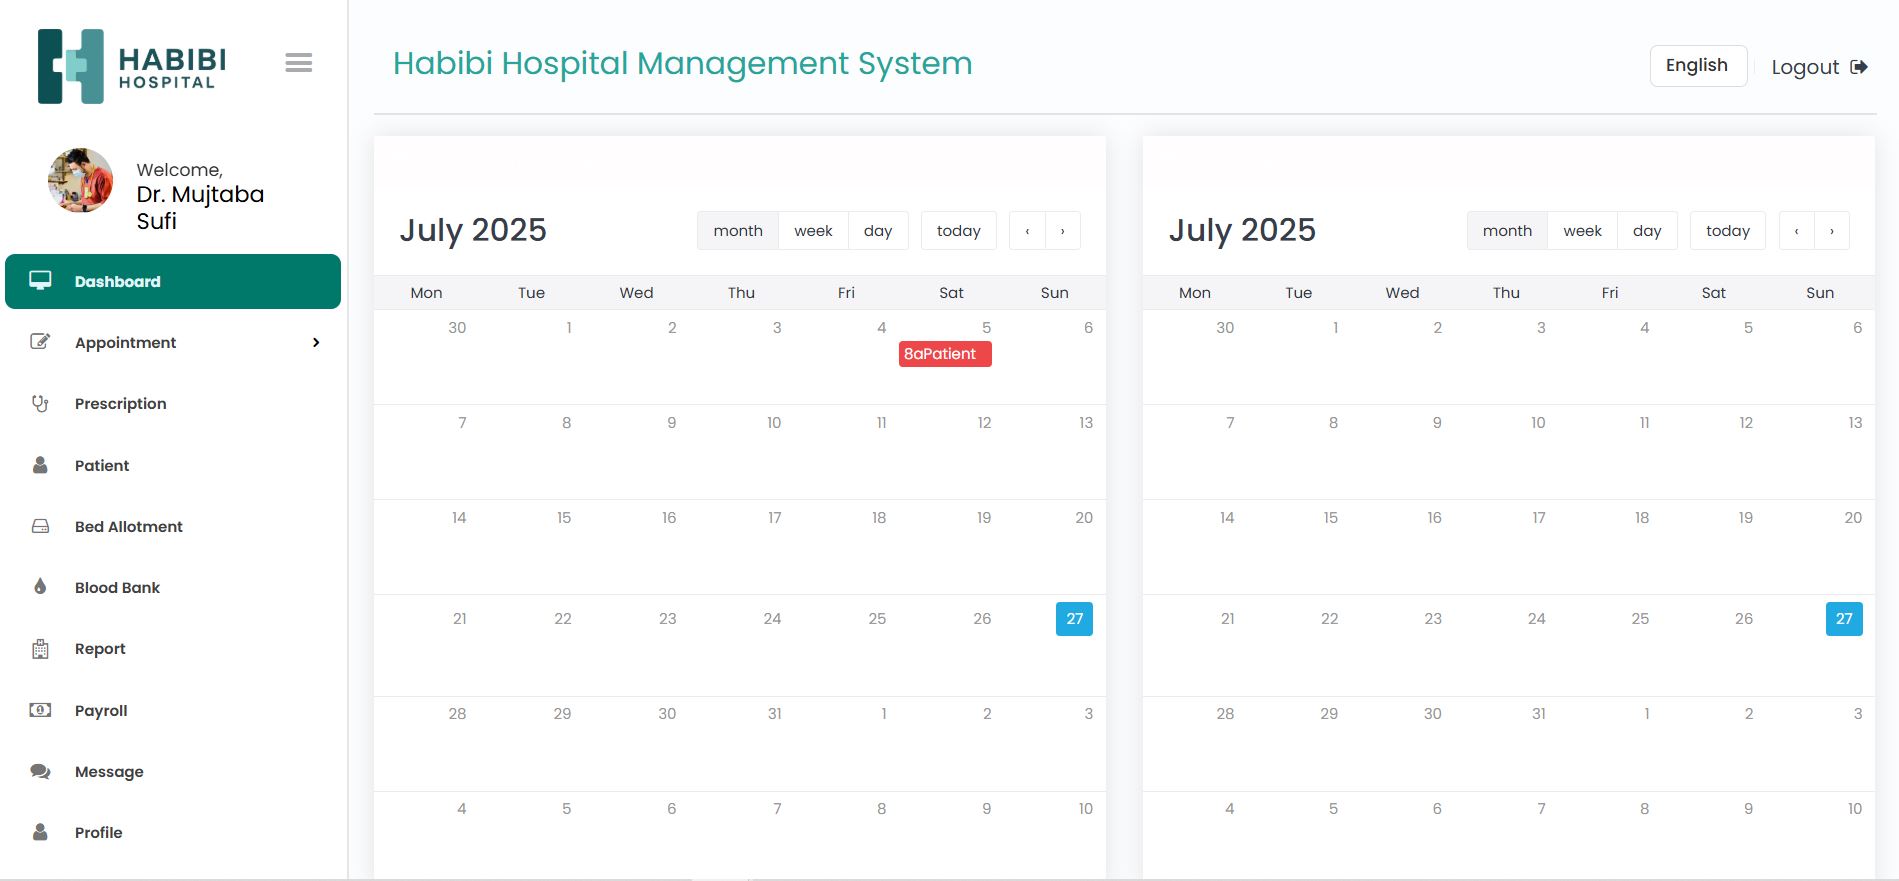 HABIBI
HOSPITAL
Welcome,
Dr. Mujtaba
Sufi
Dashboard
Appointment
Prescription
Patient
Bed Allotment
Blood Bank
Report
Payroll
Message
Profile
Habibi Hospital Management System
English
Logout
July 2025
month week day today ‹ ›
Mon Tue Wed Thu Fri Sat Sun
30 1 2 3 4 5 6
8aPatient
7 8 9 10 11 12 13
14 15 16 17 18 19 20
21 22 23 24 25 26 27
28 29 30 31 1 2 3
4 5 6 7 8 9 10
July 2025
month week day today ‹ ›
Mon Tue Wed Thu Fri Sat Sun
30 1 2 3 4 5 6
7 8 9 10 11 12 13
14 15 16 17 18 19 20
21 22 23 24 25 26 27
28 29 30 31 1 2 3
4 5 6 7 8 9 10